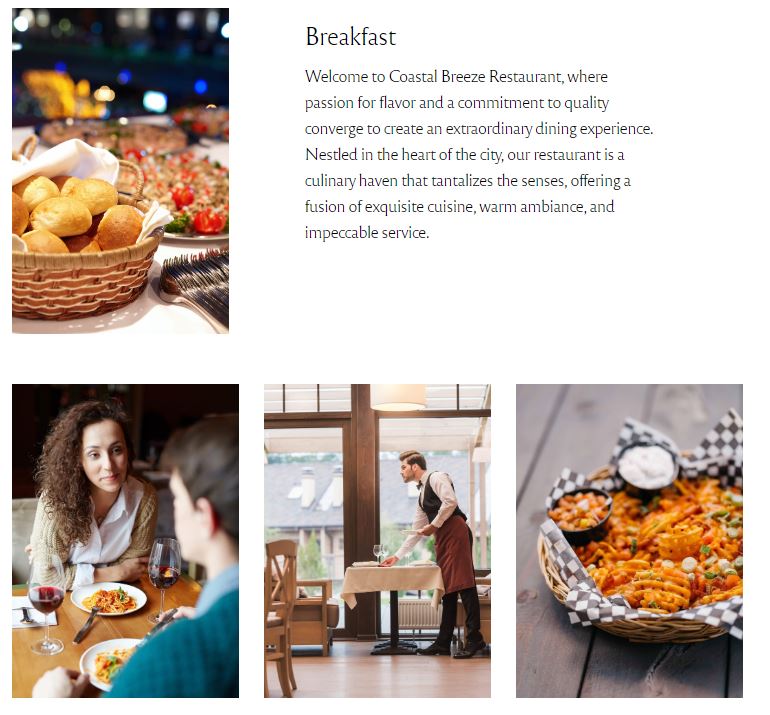 Breakfast
Welcome to Coastal Breeze Restaurant, where
passion for flavor and a commitment to quality
converge to create an extraordinary dining experience.
Nestled in the heart of the city, our restaurant is a
culinary haven that tantalizes the senses, offering a
fusion of exquisite cuisine, warm ambiance, and
impeccable service.